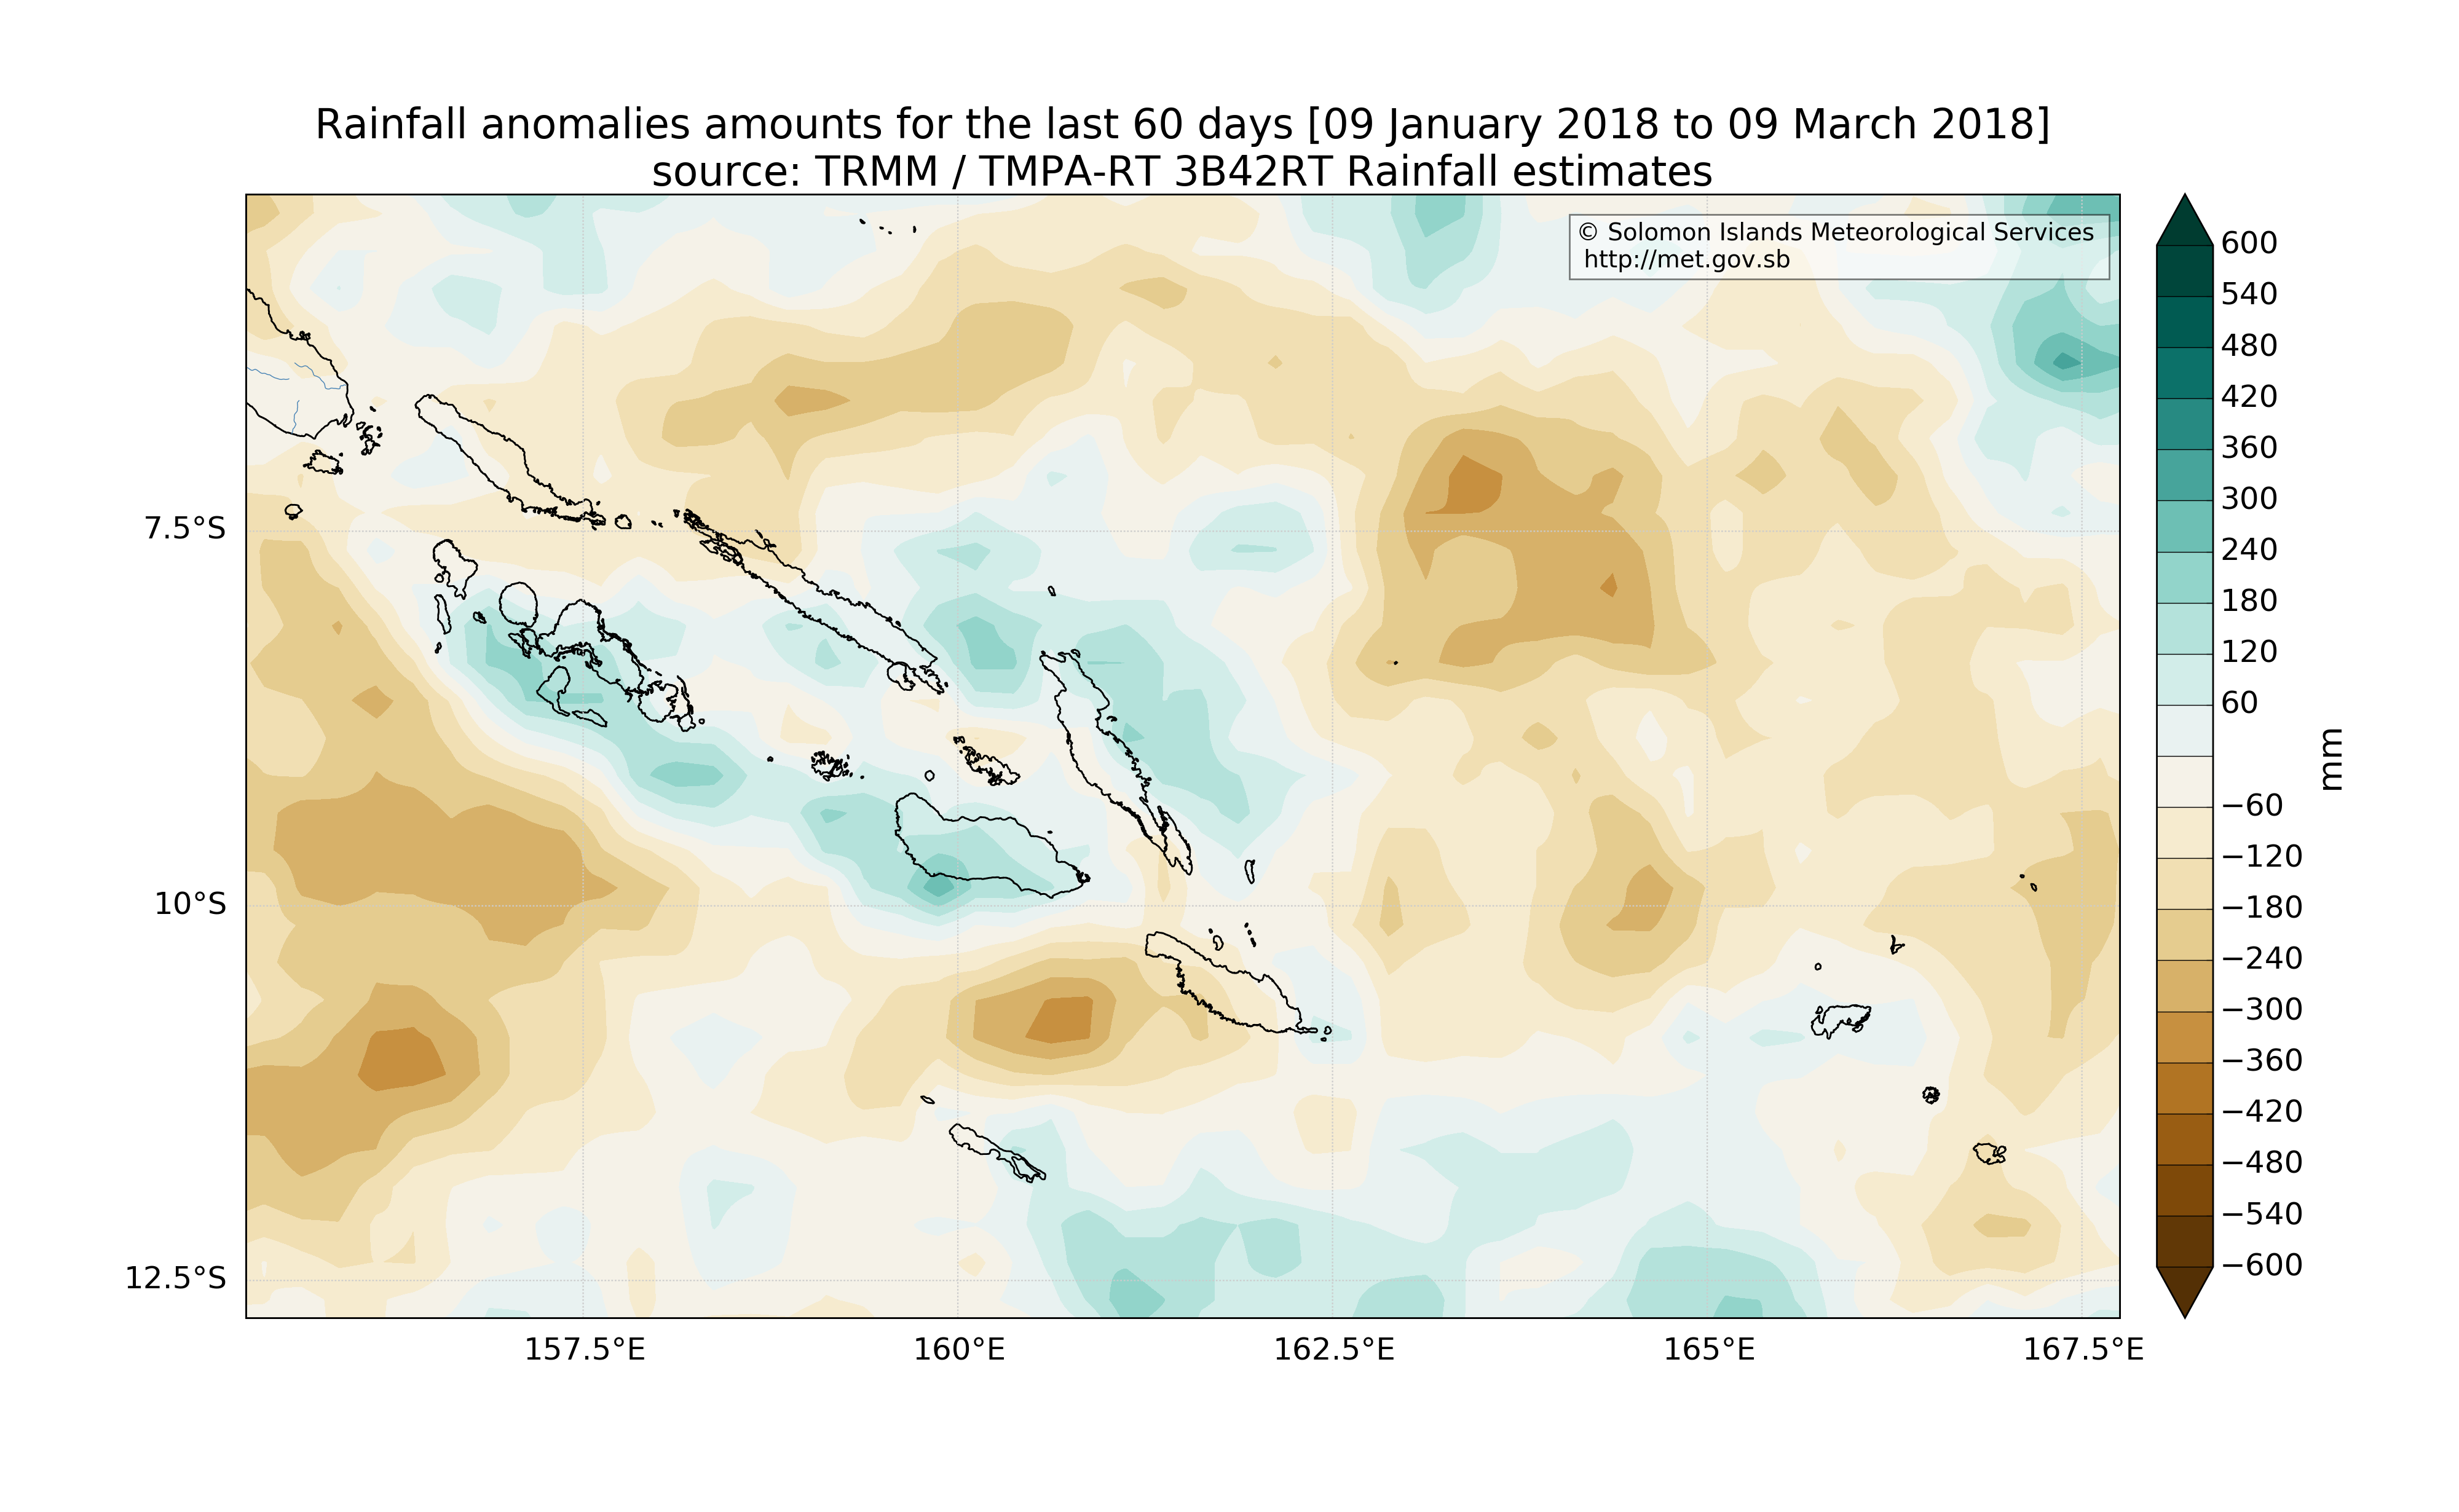 Rainfall anomalies amounts for the last 60 days [09 January 2018 to 09 March 2018]
source: TRMM / TMPA-RT 3B42RT Rainfall estimates
© Solomon Islands Meteorological Services
http://met.gov.sb
7.5°S
10°S
12.5°S
157.5°E
160°E
162.5°E
165°E
167.5°E
600
540
480
420
360
300
240
180
120
60
−60
−120
−180
−240
−300
−360
−420
−480
−540
−600
mm